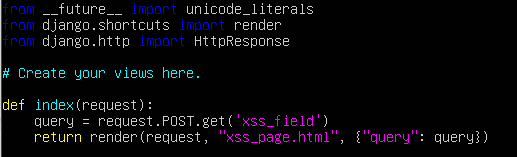 from __future__ import unicode_literals
from django.shortcuts import render
from django.http import HttpResponse
# Create your views here.
def index(request):
    query = request.POST.get('xss_field')
    return render(request, "xss_page.html", {"query": query})